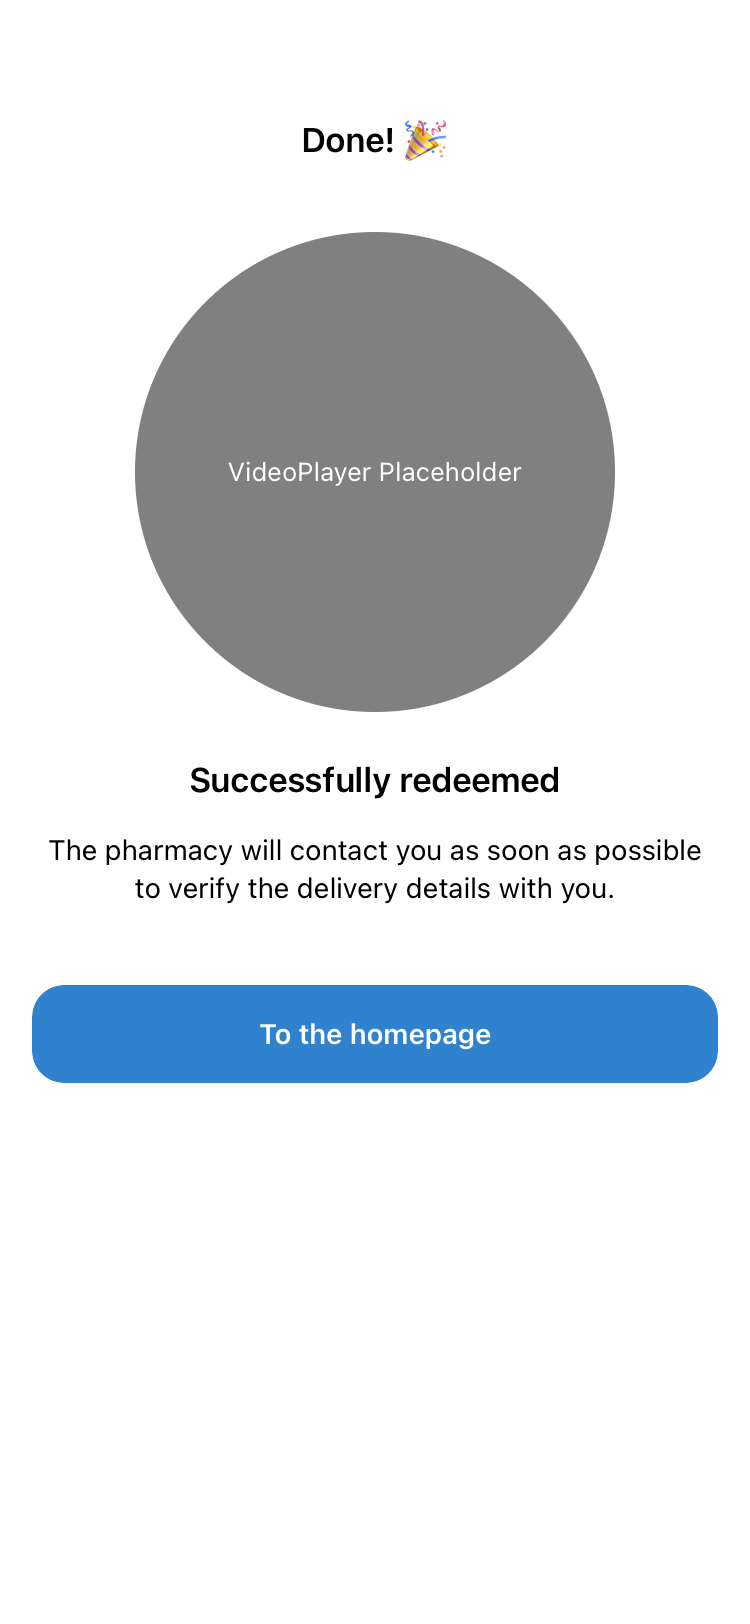 Done! 🎉
VideoPlayer Placeholder
Successfully redeemed
The pharmacy will contact you as soon as possible
to verify the delivery details with you.
To the homepage